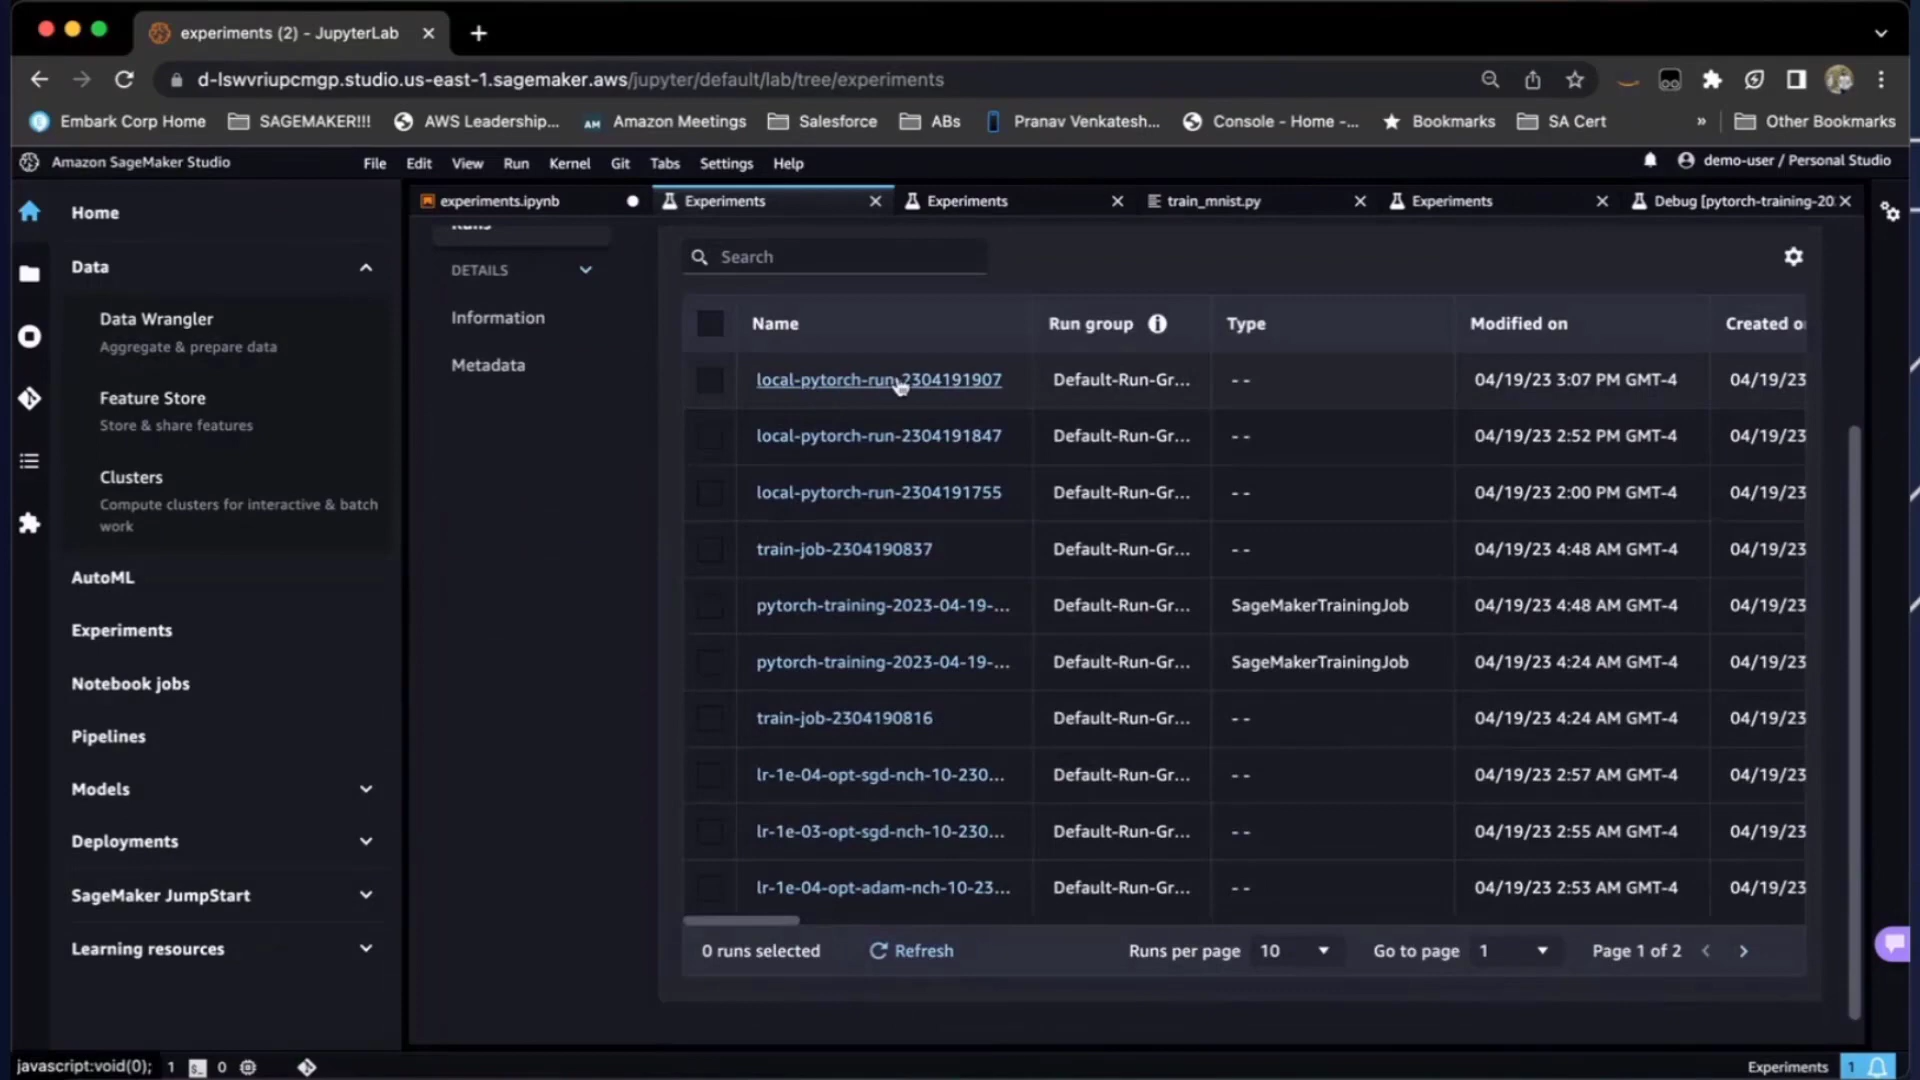 experiments (2) - JupyterLab
d-lswvriupcmgp.studio.us-east-1.sagemaker.aws/jupyter/default/lab/tree/experiments
Embark Corp Home SAGEMAKER!!! AWS Leadership... AM Amazon Meetings Salesforce ABs Pranav Venkatesh... Console - Home -... Bookmarks SA Cert » Other Bookmarks
Amazon SageMaker Studio File Edit View Run Kernel Git Tabs Settings Help demo-user / Personal Studio
experiments.ipynb Experiments Experiments train_mnist.py Experiments Debug [pytorch-training-20
Home
Data
Data Wrangler
Aggregate & prepare data
Feature Store
Store & share features
Clusters
Compute clusters for interactive & batch
work
AutoML
Experiments
Notebook jobs
Pipelines
Models
Deployments
SageMaker JumpStart
Learning resources
Runs
DETAILS
Information
Metadata
Search
Name Run group Type Modified on Created o
local-pytorch-run-2304191907 Default-Run-Gr... - - 04/19/23 3:07 PM GMT-4 04/19/23
local-pytorch-run-2304191847 Default-Run-Gr... - - 04/19/23 2:52 PM GMT-4 04/19/23
local-pytorch-run-2304191755 Default-Run-Gr... - - 04/19/23 2:00 PM GMT-4 04/19/23
train-job-2304190837 Default-Run-Gr... - - 04/19/23 4:48 AM GMT-4 04/19/23
pytorch-training-2023-04-19-... Default-Run-Gr... SageMakerTrainingJob 04/19/23 4:48 AM GMT-4 04/19/23
pytorch-training-2023-04-19-... Default-Run-Gr... SageMakerTrainingJob 04/19/23 4:24 AM GMT-4 04/19/23
train-job-2304190816 Default-Run-Gr... - - 04/19/23 4:24 AM GMT-4 04/19/23
lr-1e-04-opt-sgd-nch-10-230... Default-Run-Gr... - - 04/19/23 2:57 AM GMT-4 04/19/23
lr-1e-03-opt-sgd-nch-10-230... Default-Run-Gr... - - 04/19/23 2:55 AM GMT-4 04/19/23
lr-1e-04-opt-adam-nch-10-23... Default-Run-Gr... - - 04/19/23 2:53 AM GMT-4 04/19/23
0 runs selected Refresh Runs per page 10 Go to page 1 Page 1 of 2
javascript:void(0); 1 0 Experiments 1